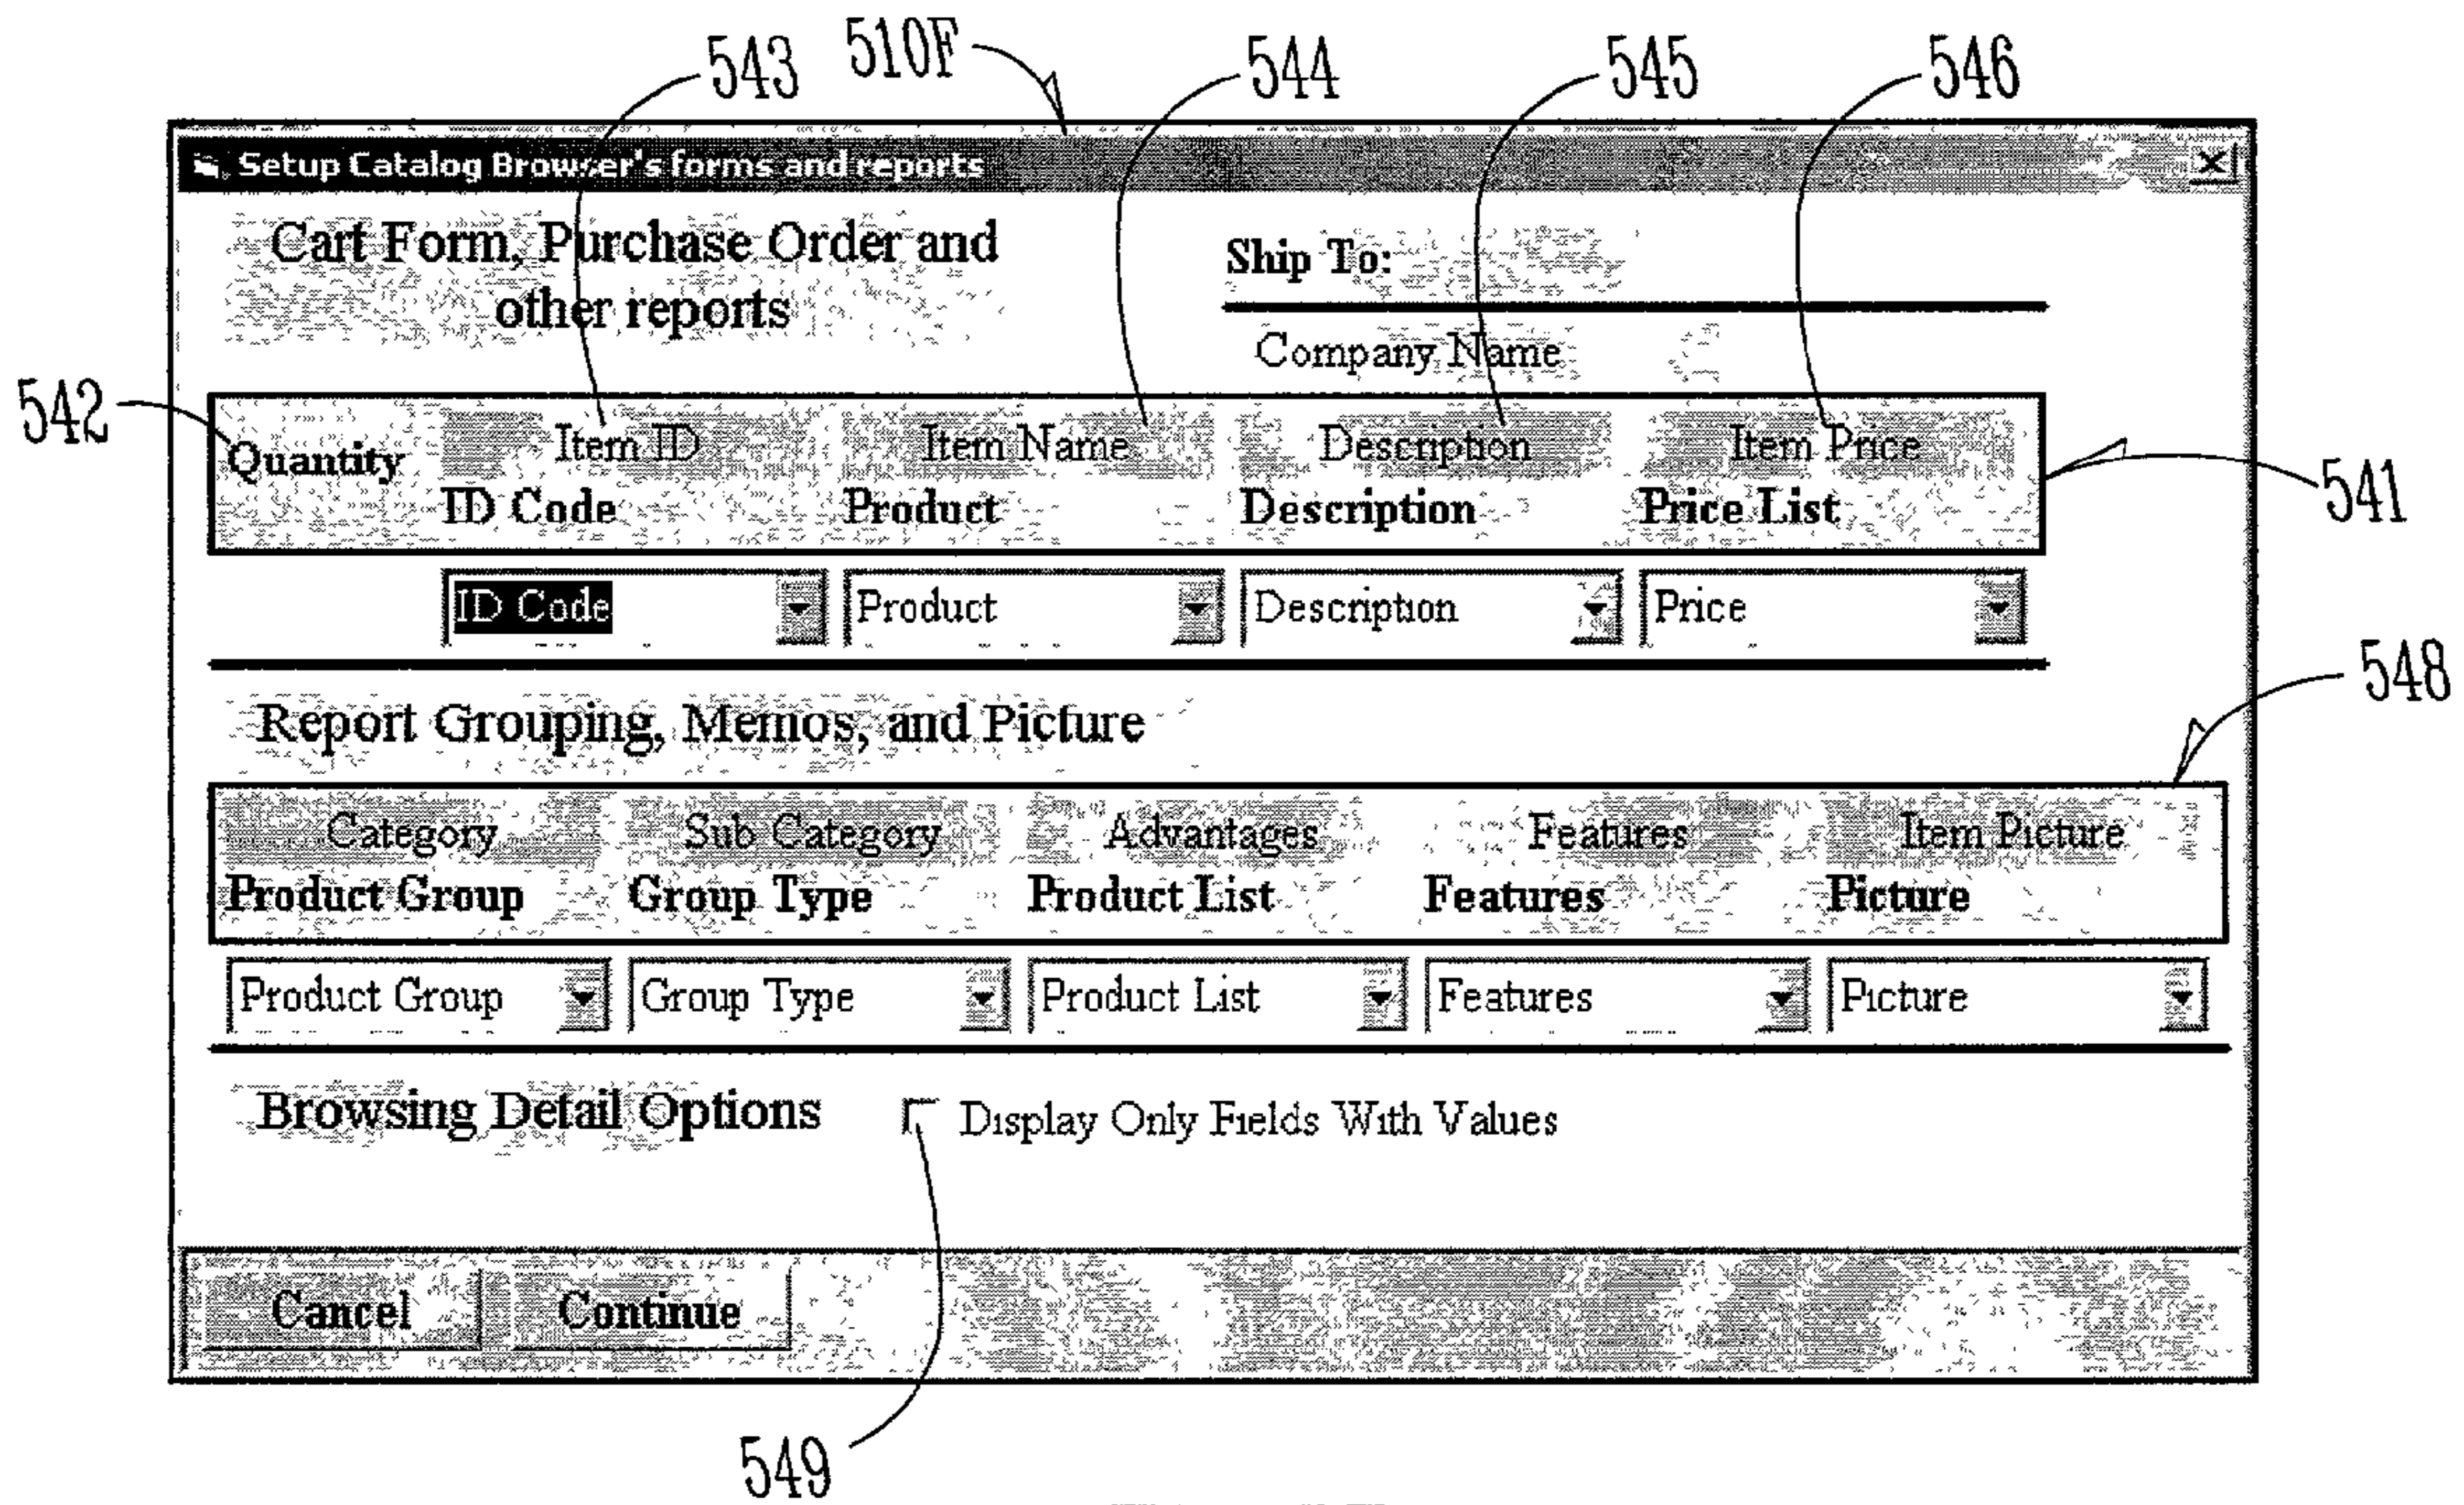 543 510F 544 545 546
Setup Catalog Browser's forms and reports
Cart Form, Purchase Order and
other reports
Ship To:
Company Name
542
Quantity Item ID Item Name Description Item Price
ID Code Product Description Price List
541
ID Code Product Description Price
548
Report Grouping, Memos, and Picture
Category Sub Category Advantages Features Item Picture
Product Group Group Type Product List Features Picture
Product Group Group Type Product List Features Picture
Browsing Detail Options Display Only Fields With Values
Cancel Continue
549